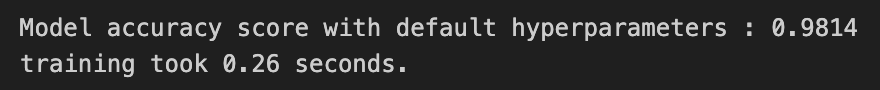 Model accuracy score with default hyperparameters : 0.9814
training took 0.26 seconds.